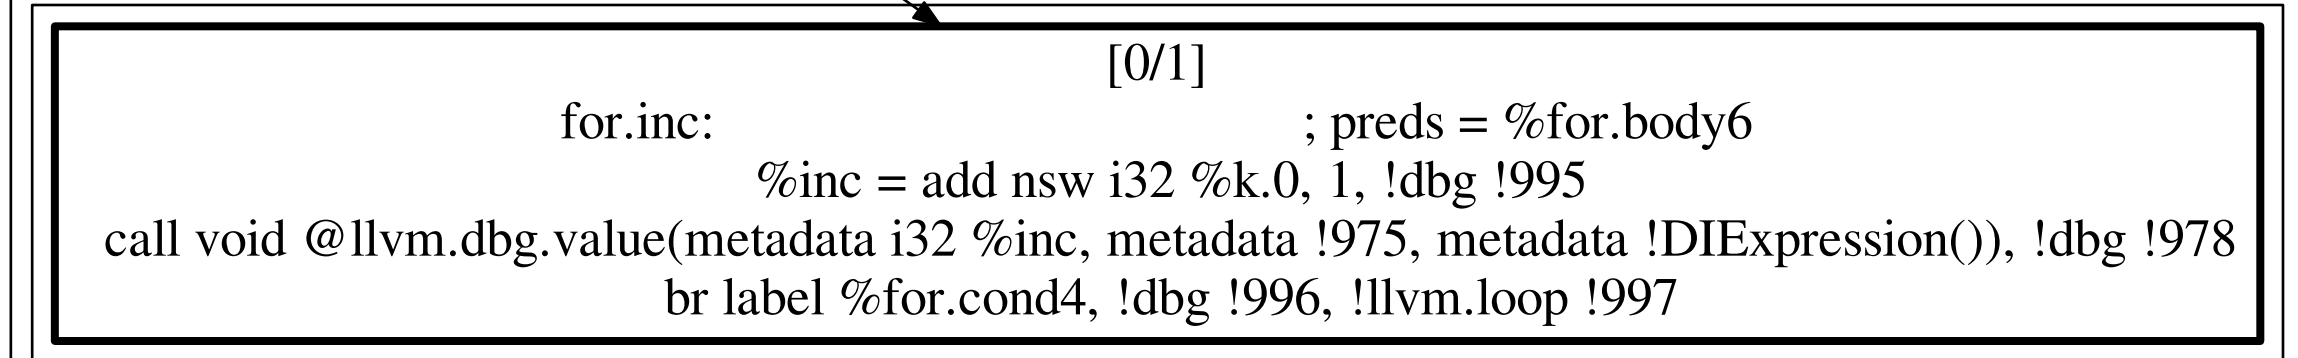 [0/1]
for.inc: ; preds = %for.body6
%inc = add nsw i32 %k.0, 1, !dbg !995
call void @llvm.dbg.value(metadata i32 %inc, metadata !975, metadata !DIExpression()), !dbg !978
br label %for.cond4, !dbg !996, !llvm.loop !997